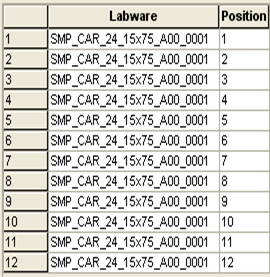 Labware Position
1 SMP_CAR_24_15x75_A00_0001 1
2 SMP_CAR_24_15x75_A00_0001 2
3 SMP_CAR_24_15x75_A00_0001 3
4 SMP_CAR_24_15x75_A00_0001 4
5 SMP_CAR_24_15x75_A00_0001 5
6 SMP_CAR_24_15x75_A00_0001 6
7 SMP_CAR_24_15x75_A00_0001 7
8 SMP_CAR_24_15x75_A00_0001 8
9 SMP_CAR_24_15x75_A00_0001 9
10 SMP_CAR_24_15x75_A00_0001 10
11 SMP_CAR_24_15x75_A00_0001 11
12 SMP_CAR_24_15x75_A00_0001 12